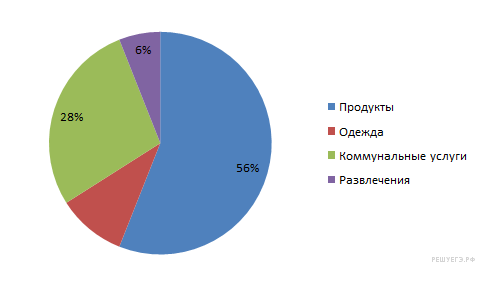 6%
28%
56%
Продукты
Одежда
Коммунальные услуги
Развлечения
РЕШУЕГЭ.РФ